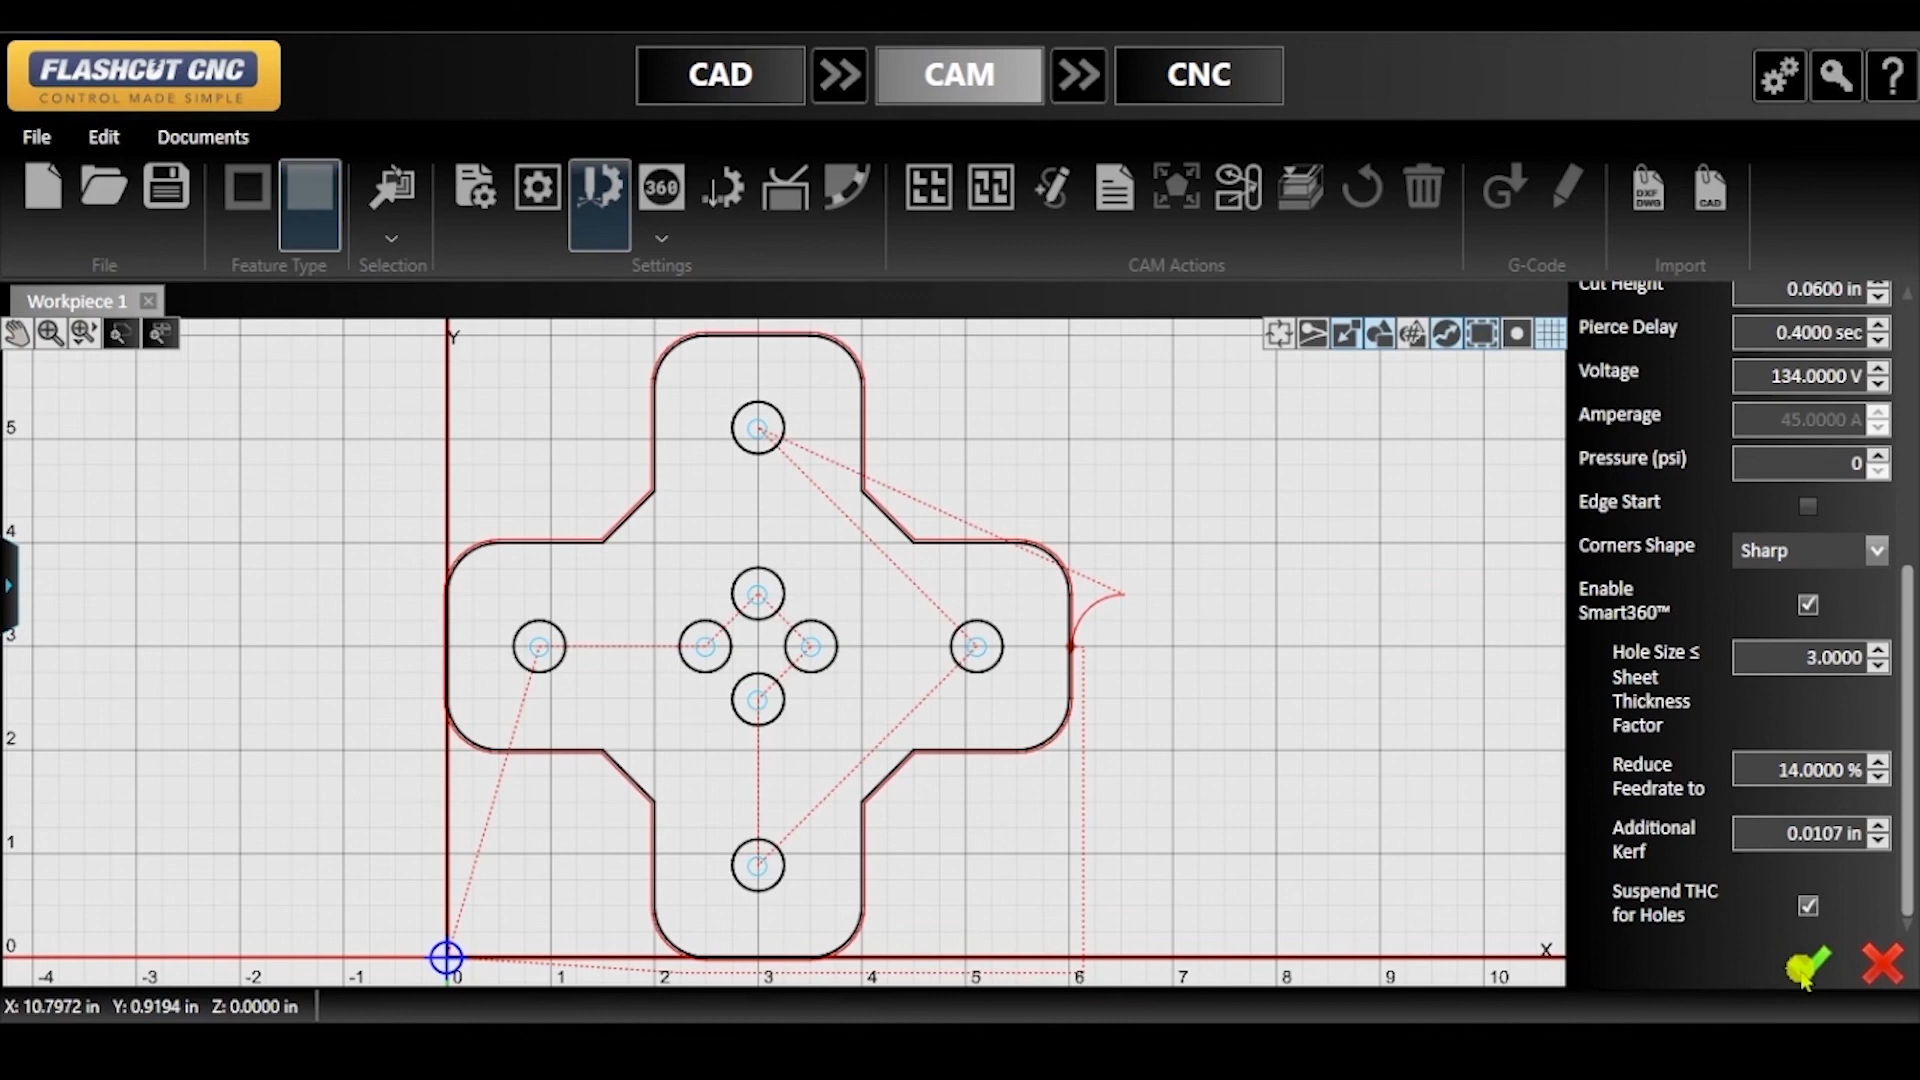 FLASHCUT CNC
CONTROL MADE SIMPLE
CAD
CAM
CNC
?
File Edit Documents
360
DXF
DWG
CAD
G
File
Feature Type
Selection
Settings
CAM Actions
G-Code
Import
Workpiece 1
Y
5
4
3
2
1
0
X
-4 -3 -2 -1 0 1 2 3 4 5 6 7 8 9 10
Cut Height 0.0600 in
Pierce Delay 0.4000 sec
Voltage 134.0000 V
Amperage 45.0000 A
Pressure (psi) 0
Edge Start
Corners Shape Sharp
Enable
Smart360™
Hole Size ≤ 3.0000
Sheet
Thickness
Factor
Reduce 14.0000 %
Feedrate to
Additional 0.0107 in
Kerf
Suspend THC
for Holes
X: 10.7972 in Y: 0.9194 in Z: 0.0000 in